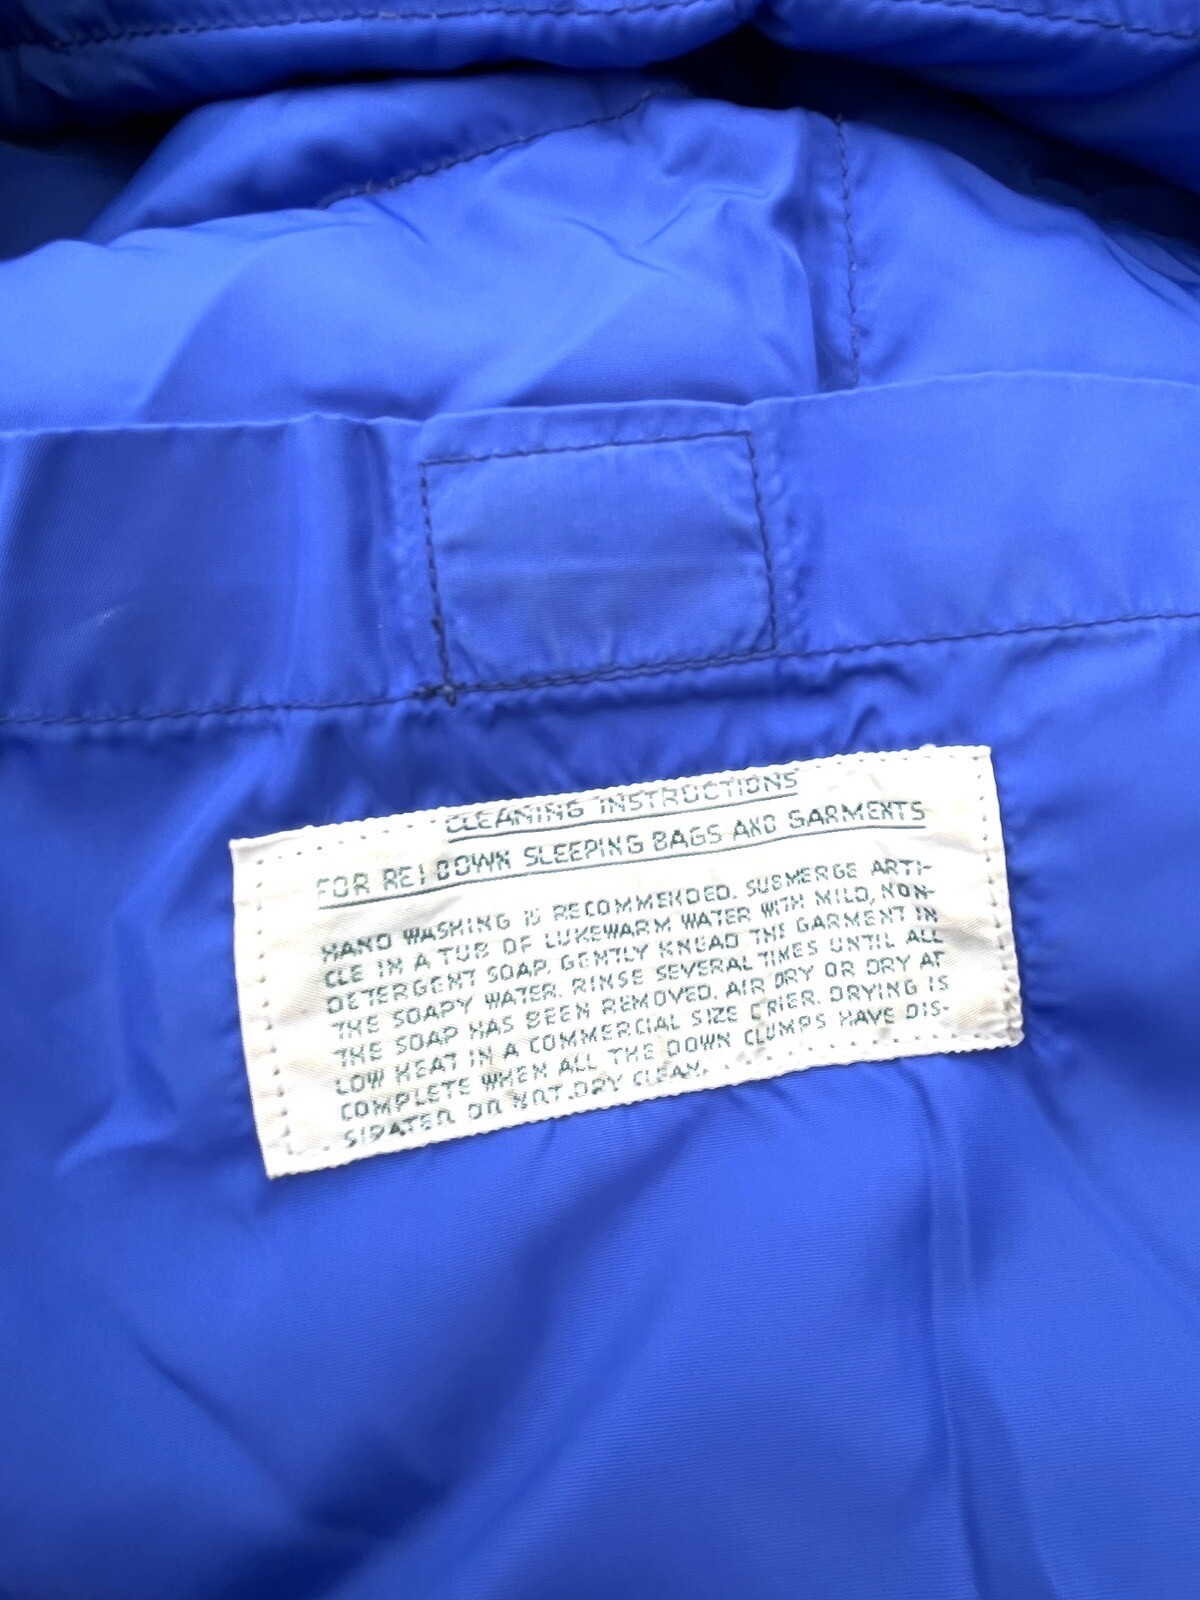 CLEANING INSTRUCTIONS
FOR REI DOWN SLEEPING BAGS AND GARMENTS
HAND WASHING IS RECOMMENDED. SUBMERGE ARTI-
CLE IN A TUB OF LUKEWARM WATER WITH MILD, NON-
DETERGENT SOAP. GENTLY KNEAD THE GARMENT IN
THE SOAPY WATER. RINSE SEVERAL TIMES UNTIL ALL
THE SOAP HAS BEEN REMOVED. AIR DRY OR DRY AT
LOW HEAT IN A COMMERCIAL SIZE DRIER. DRYING IS
COMPLETE WHEN ALL THE DOWN CLUMPS HAVE DIS-
SIPATED. DO NOT DRY CLEAN.